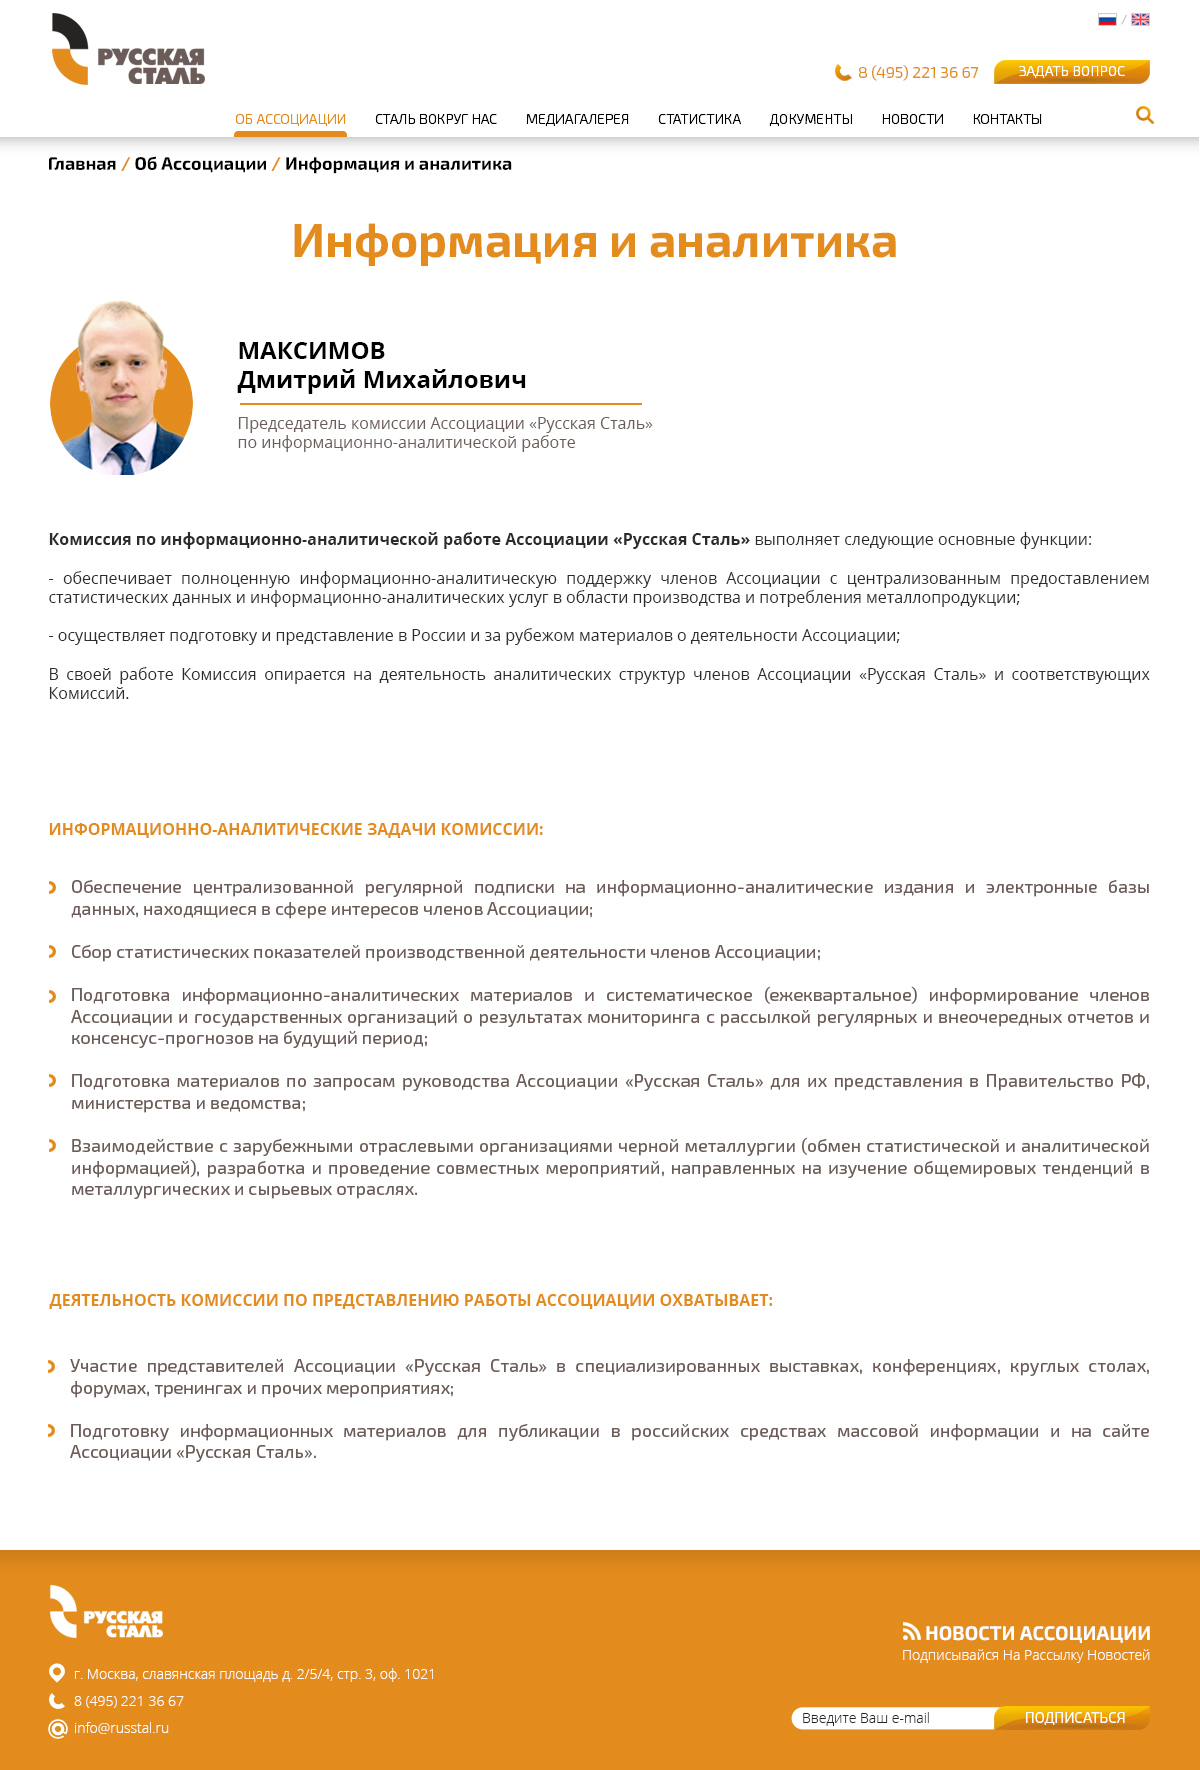 РУССКАЯ
СТАЛЬ
/
8 (495) 221 36 67
ЗАДАТЬ ВОПРОС
ОБ АССОЦИАЦИИ СТАЛЬ ВОКРУГ НАС МЕДИАГАЛЕРЕЯ СТАТИСТИКА ДОКУМЕНТЫ НОВОСТИ КОНТАКТЫ
Главная / Об Ассоциации / Информация и аналитика
Информация и аналитика
МАКСИМОВ
Дмитрий Михайлович
Председатель комиссии Ассоциации «Русская Сталь»
по информационно-аналитической работе
Комиссия по информационно-аналитической работе Ассоциации «Русская Сталь» выполняет следующие основные функции:
- обеспечивает полноценную информационно-аналитическую поддержку членов Ассоциации с централизованным предоставлением
статистических данных и информационно-аналитических услуг в области производства и потребления металлопродукции;
- осуществляет подготовку и представление в России и за рубежом материалов о деятельности Ассоциации;
В своей работе Комиссия опирается на деятельность аналитических структур членов Ассоциации «Русская Сталь» и соответствующих
Комиссий.
ИНФОРМАЦИОННО-АНАЛИТИЧЕСКИЕ ЗАДАЧИ КОМИССИИ:
Обеспечение централизованной регулярной подписки на информационно-аналитические издания и электронные базы
данных, находящиеся в сфере интересов членов Ассоциации;
Сбор статистических показателей производственной деятельности членов Ассоциации;
Подготовка информационно-аналитических материалов и систематическое (ежеквартальное) информирование членов
Ассоциации и государственных организаций о результатах мониторинга с рассылкой регулярных и внеочередных отчетов и
консенсус-прогнозов на будущий период;
Подготовка материалов по запросам руководства Ассоциации «Русская Сталь» для их представления в Правительство РФ,
министерства и ведомства;
Взаимодействие с зарубежными отраслевыми организациями черной металлургии (обмен статистической и аналитической
информацией), разработка и проведение совместных мероприятий, направленных на изучение общемировых тенденций в
металлургических и сырьевых отраслях.
ДЕЯТЕЛЬНОСТЬ КОМИССИИ ПО ПРЕДСТАВЛЕНИЮ РАБОТЫ АССОЦИАЦИИ ОХВАТЫВАЕТ:
Участие представителей Ассоциации «Русская Сталь» в специализированных выставках, конференциях, круглых столах,
форумах, тренингах и прочих мероприятиях;
Подготовку информационных материалов для публикации в российских средствах массовой информации и на сайте
Ассоциации «Русская Сталь».
РУССКАЯ
СТАЛЬ
г. Москва, славянская площадь д. 2/5/4, стр. 3, оф. 1021
8 (495) 221 36 67
info@russtal.ru
НОВОСТИ АССОЦИАЦИИ
Подписывайся На Рассылку Новостей
Введите Ваш e-mail
ПОДПИСАТЬСЯ